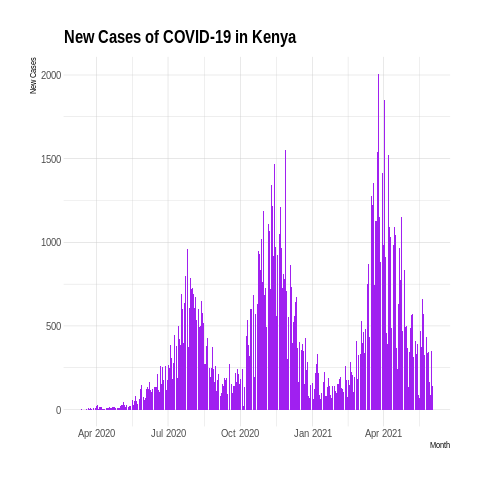 New Cases of COVID-19 in Kenya
New Cases
2000
1500
1000
500
0
Apr 2020 Jul 2020 Oct 2020 Jan 2021 Apr 2021
Month